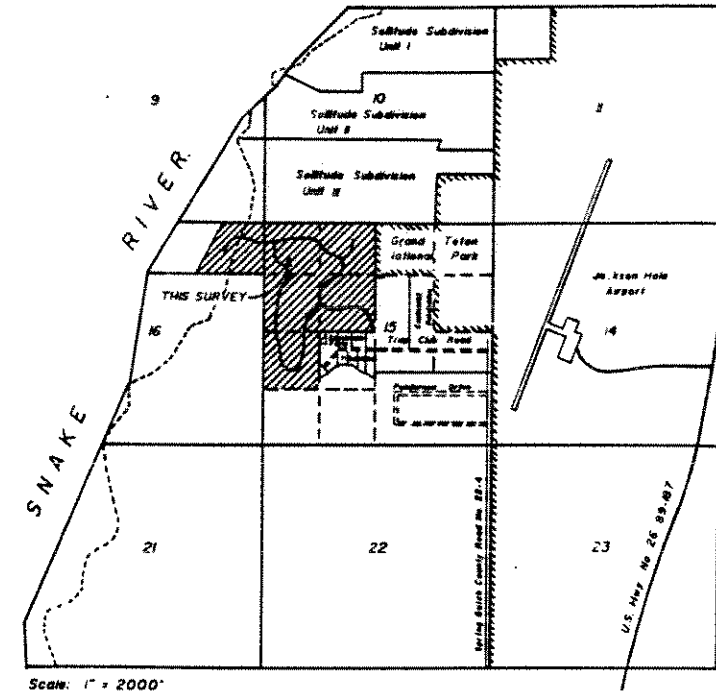 Solitude Subdivision
Unit I
9
10
11
Solitude Subdivision
Unit II
Solitude Subdivision
Unit III
RIVER
Grand Teton
National Park
THIS SURVEY
Jackson Hole
Airport
16
15
14
Trap Club Road
SNAKE
21
22
23
Spring Gulch County Road No. 22-4
U.S. Hwy No 26 89-187
Scale: 1" = 2000'